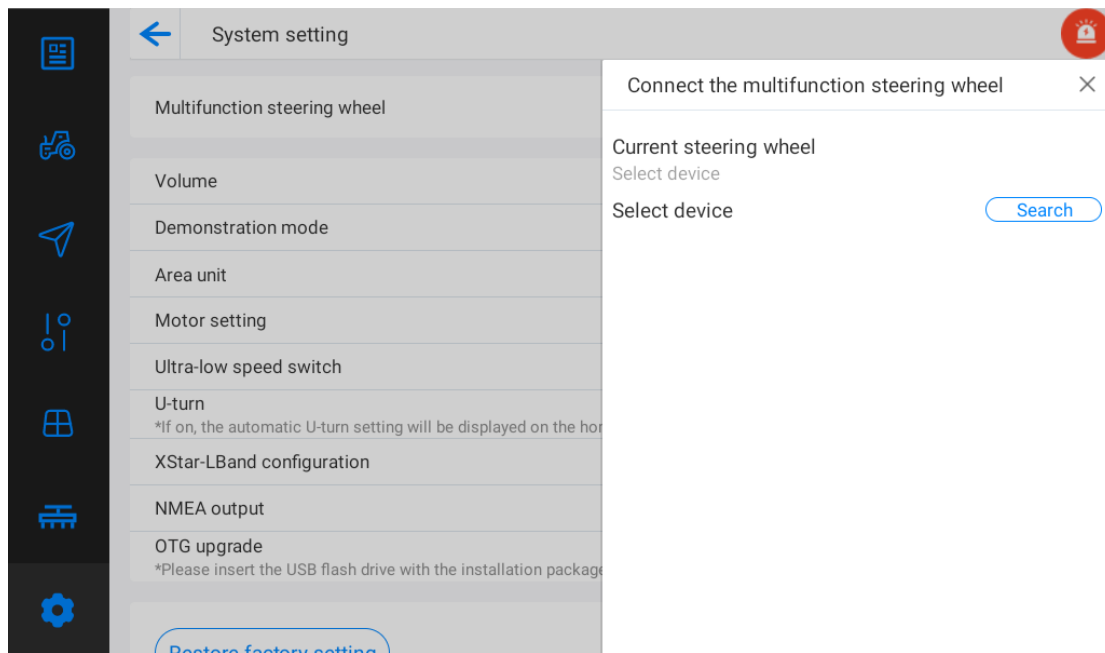 System setting
Multifunction steering wheel
Volume
Demonstration mode
Area unit
Motor setting
Ultra-low speed switch
U-turn
*If on, the automatic U-turn setting will be displayed on the
XStar-LBand configuration
NMEA output
OTG upgrade
*Please insert the USB flash drive with the installation package
Restore factory setting
Connect the multifunction steering wheel
Current steering wheel
Select device
Select device
Search